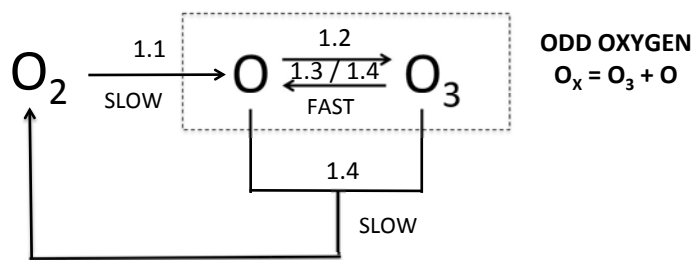 1.1
SLOW
O₂
O
1.2
1.3 / 1.4
FAST
O₃
ODD OXYGEN
Oₓ = O₃ + O
1.4
SLOW